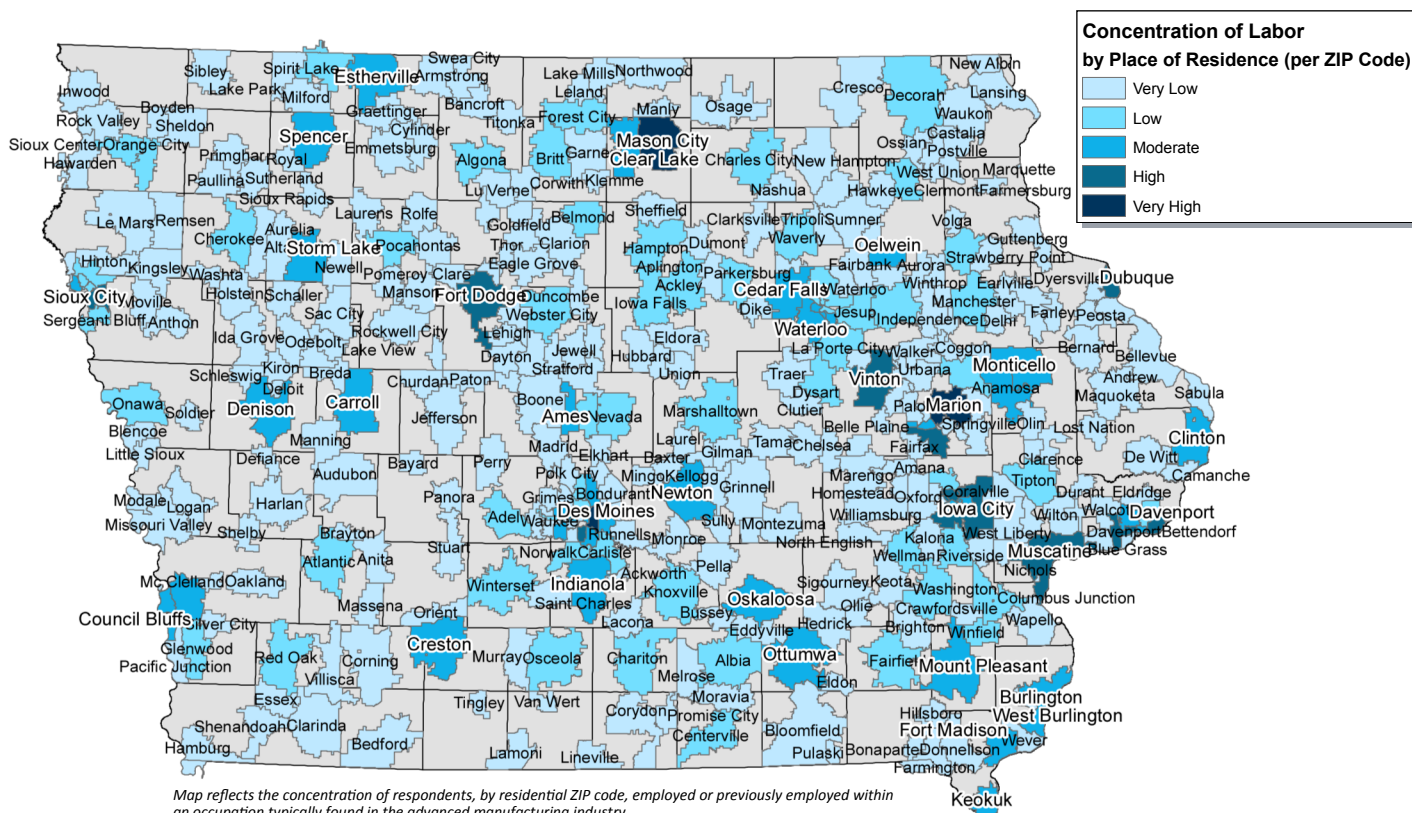 Concentration of Labor
by Place of Residence (per ZIP Code)
Very Low
Low
Moderate
High
Very High
Swea City
Sibley
Spirit Lake
Estherville
Armstrong
Lake Mills
Northwood
New Albin
Inwood
Lake Park
Milford
Leland
Cresco
Decorah
Lansing
Boyden
Graettinger
Bancroft
Titonka
Forest City
Manly
Osage
Waukon
Rock Valley
Sheldon
Spencer
Cylinder
Emmetsburg
Mason City
Castalia
Sioux Center
Orange City
Primghar
Royal
Algona
Britt
Garne
Clear Lake
Charles City
New Hampton
Ossian
Postville
Hawarden
Paullina
Sutherland
Lu Verne
Corwith
Klemme
Nashua
West Union
Marquette
Hawkeye
Clermont
Farmersburg
Sioux Rapids
Le Mars
Remsen
Laurens
Rolfe
Goldfield
Belmond
Sheffield
Clarksville
Tripoli
Sumner
Volga
Cherokee
Aurelia
Alt
Storm Lake
Pocahontas
Thor
Clarion
Hampton
Dumont
Waverly
Oelwein
Guttenberg
Hinton
Kingsley
Washta
Newell
Pomeroy
Clare
Eagle Grove
Aplington
Parkersburg
Fairbank
Aurora
Strawberry Point
Sioux City
Moville
Holstein
Schaller
Manson
Fort Dodge
Duncombe
Ackley
Cedar Falls
Waterloo
Winthrop
Earlville
Dyersville
Dubuque
Sergeant Bluff
Anthon
Sac City
Webster City
Iowa Falls
Dike
Jesup
Independence
Manchester
Delhi
Farley
Peosta
Ida Grove
Odebolt
Rockwell City
Lehigh
Eldora
Waterloo
Lake View
Dayton
Jewell
Hubbard
La Porte City
Walker
Coggon
Bernard
Bellevue
Schleswig
Kiron
Breda
Stratford
Union
Traer
Vinton
Urbana
Monticello
Andrew
Deloit
Churdan
Paton
Dysart
Anamosa
Maquoketa
Sabula
Onawa
Soldier
Denison
Carroll
Jefferson
Boone
Ames
Nevada
Marshalltown
Clutier
Palo
Marion
Blencoe
Manning
Belle Plaine
Springville
Olin
Lost Nation
Clinton
Little Sioux
Defiance
Bayard
Perry
Madrid
Elkhart
Laurel
Baxter
Gilman
Tama
Chelsea
Fairfax
Clarence
De Witt
Audubon
Polk City
Mingo
Kellogg
Marengo
Amana
Tipton
Camanche
Modale
Logan
Harlan
Panora
Grimes
Bondurant
Newton
Grinnell
Homestead
Oxford
Coralville
Durant
Eldridge
Missouri Valley
Shelby
Adel
Waukee
Des Moines
Sully
Montezuma
Williamsburg
Iowa City
Wilton
Walcot
Davenport
Brayton
Stuart
Runnells
Monroe
North English
Kalona
West Liberty
Davenport
Bettendorf
Atlantic
Anita
Norwalk
Carlisle
Wellman
Riverside
Muscatine
Blue Grass
Mc Clelland
Oakland
Winterset
Indianola
Ackworth
Pella
Sigourney
Keota
Nichols
Massena
Orient
Knoxville
Oskaloosa
Washington
Columbus Junction
Council Bluffs
Silver City
Saint Charles
Bussey
Ollie
Crawfordsville
Lacona
Eddyville
Hedrick
Brighton
Winfield
Wapello
Glenwood
Creston
Pacific Junction
Red Oak
Corning
Murray
Osceola
Chariton
Albia
Ottumwa
Fairfield
Mount Pleasant
Villisca
Melrose
Eldon
Essex
Moravia
Burlington
Tingley
Van Wert
Corydon
Promise City
Hillsboro
West Burlington
Shenandoah
Clarinda
Centerville
Bloomfield
Fort Madison
Hamburg
Bedford
Lamoni
Lineville
Pulaski
Bonaparte
Donnellson
Wever
Farmington
Keokuk
Map reflects the concentration of respondents, by residential ZIP code, employed or previously employed within
an occupation typically found in the advanced manufacturing industry